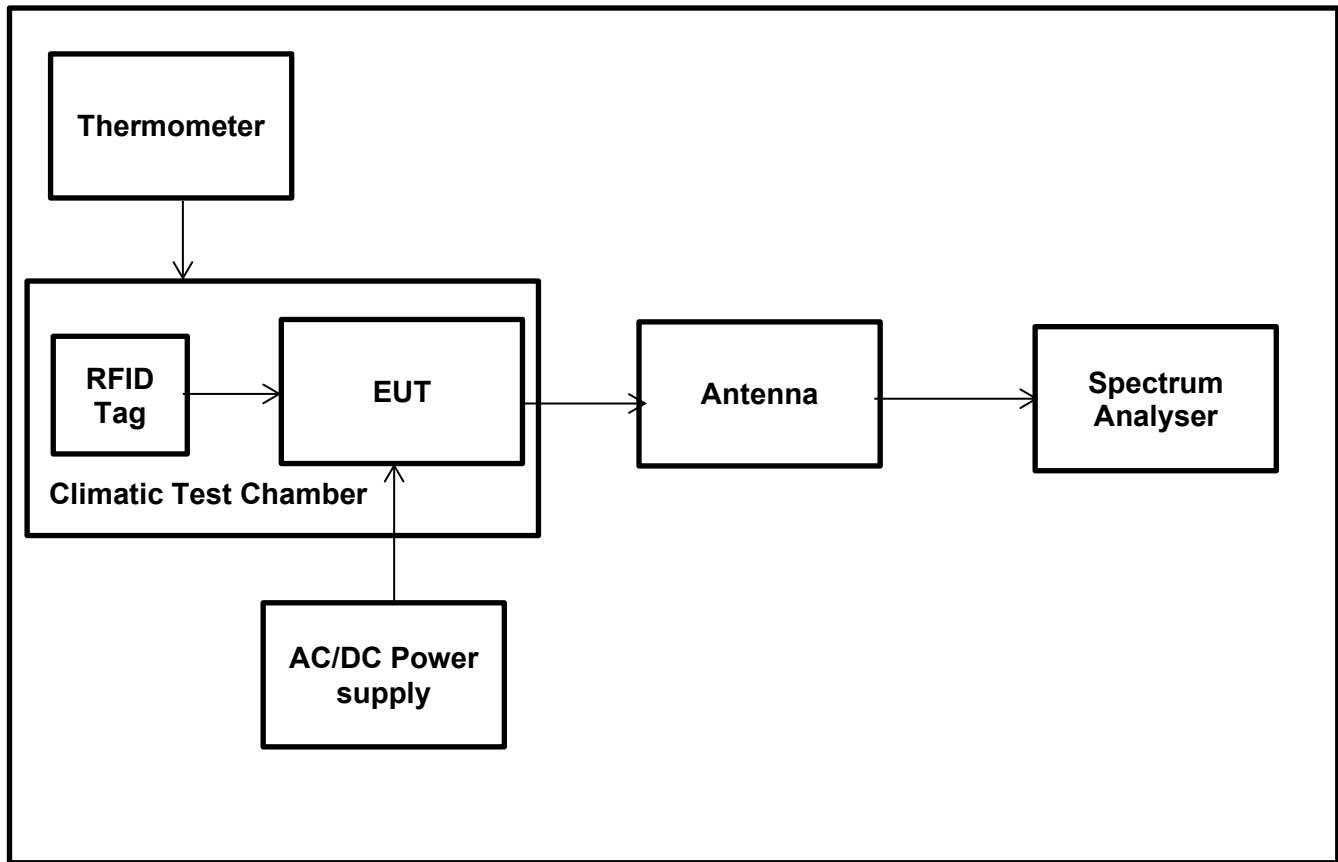 Thermometer
RFID
Tag
EUT
Antenna
Spectrum
Analyser
Climatic Test Chamber
AC/DC Power
supply